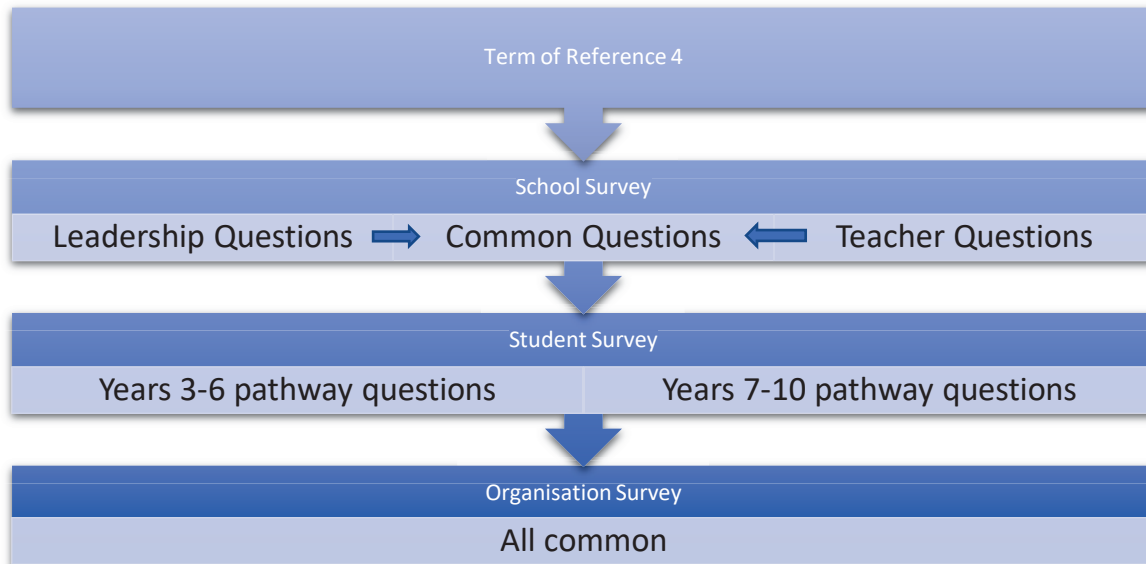 Term of Reference 4
School Survey
Leadership Questions Common Questions Teacher Questions
Student Survey
Years 3-6 pathway questions Years 7-10 pathway questions
Organisation Survey
All common